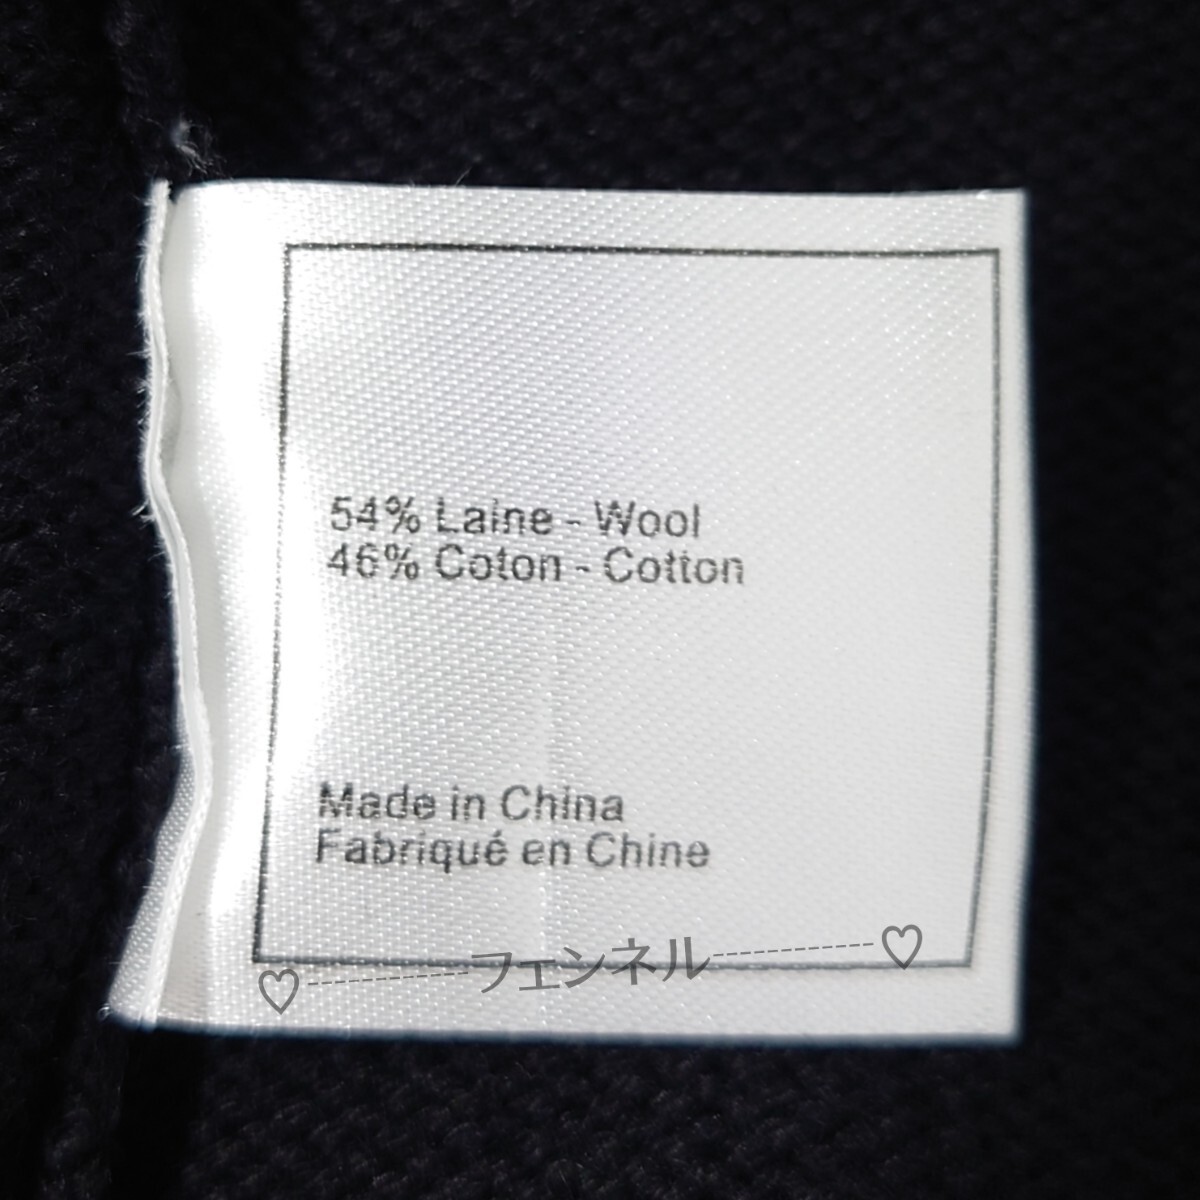 54% Laine - Wool
46% Coton - Cotton
Made in China
Fabriqué en Chine
♡---------フェンネル---------♡